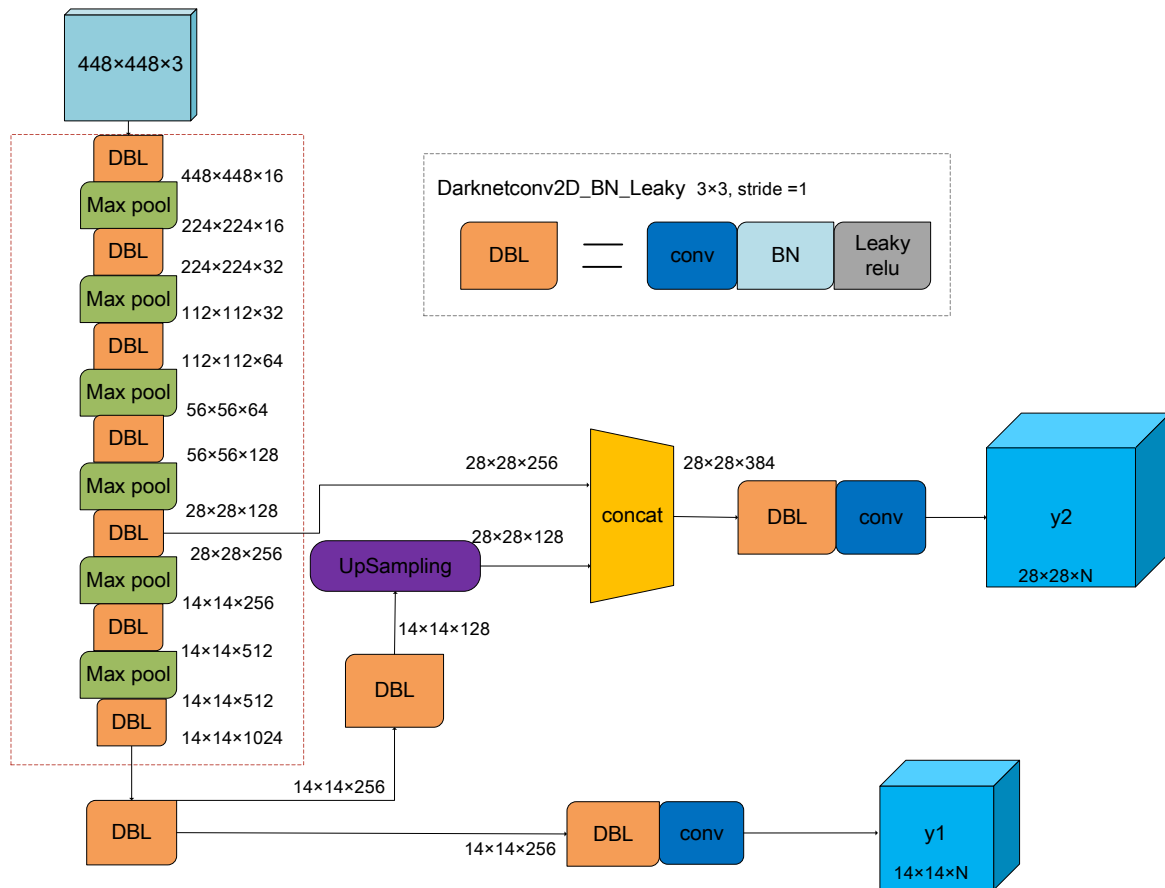 448×448×3
DBL
448×448×16
Max pool
224×224×16
DBL
224×224×32
Max pool
112×112×32
DBL
112×112×64
Max pool
56×56×64
DBL
56×56×128
Max pool
28×28×128
DBL
28×28×256
Max pool
14×14×256
DBL
14×14×512
Max pool
14×14×512
DBL
14×14×1024
DBL
Darknetconv2D_BN_Leaky 3×3, stride =1
DBL
conv
BN
Leaky
relu
28×28×256
28×28×128
UpSampling
14×14×128
DBL
14×14×256
concat
28×28×384
DBL
conv
y2
28×28×N
14×14×256
DBL
conv
y1
14×14×N